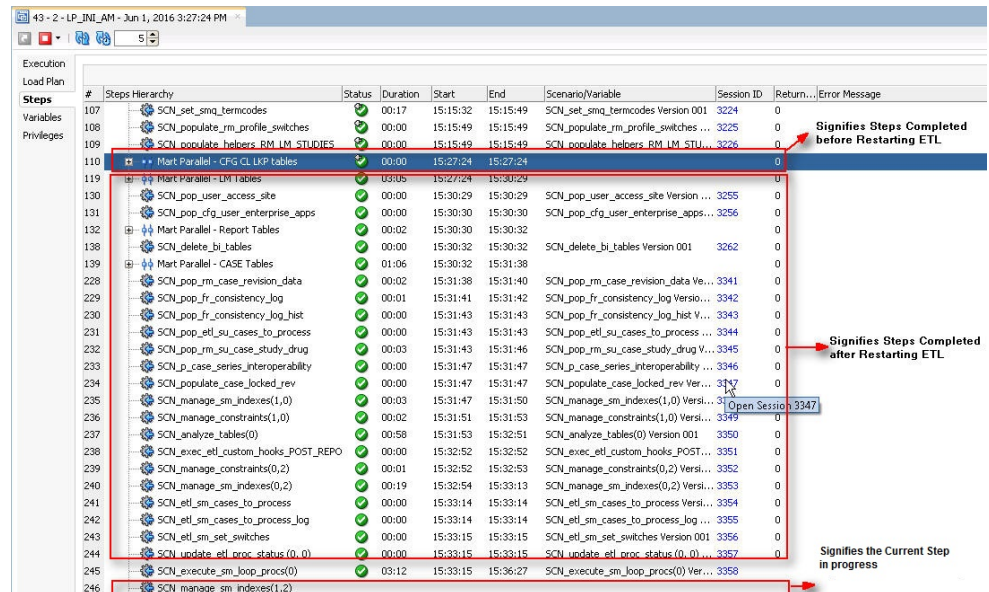 43 - 2 - LP_INI_AM - Jun 1, 2016 3:27:24 PM
5
Execution
Load Plan
Steps
Variables
Privileges
# Steps Hierarchy Status Duration Start End Scenario/Variable Session ID Return... Error Message
107 SCN_set_smq_termcodes 00:17 15:15:32 15:15:49 SCN_set_smq_termcodes Version 001 3224 0
108 SCN_populate_rm_profile_switches 00:00 15:15:49 15:15:49 SCN_populate_rm_profile_switches ... 3225 0
109 SCN_populate_helpers_RM_LM_STUDIES 00:00 15:15:49 15:15:49 SCN_populate_helpers_RM_LM_STU... 3226 0
Signifies Steps Completed
before Restarting ETL
110 Mart Parallel - CFG CL LKP tables 00:00 15:27:24 15:27:24 0
119 Mart Parallel - LM Tables 03:05 15:27:24 15:30:29 0
130 SCN_pop_user_access_site 00:00 15:30:29 15:30:29 SCN_pop_user_access_site Version ... 3255 0
131 SCN_pop_cfg_user_enterprise_apps 00:00 15:30:30 15:30:30 SCN_pop_cfg_user_enterprise_apps... 3256 0
132 Mart Parallel - Report Tables 00:02 15:30:30 15:30:32 0
138 SCN_delete_bi_tables 00:00 15:30:32 15:30:32 SCN_delete_bi_tables Version 001 3262 0
139 Mart Parallel - CASE Tables 01:06 15:30:32 15:31:38 0
228 SCN_pop_rm_case_revision_data 00:02 15:31:38 15:31:40 SCN_pop_rm_case_revision_data Ve... 3341 0
229 SCN_pop_fr_consistency_log 00:01 15:31:41 15:31:42 SCN_pop_fr_consistency_log Versio... 3342 0
230 SCN_pop_fr_consistency_log_hist 00:00 15:31:43 15:31:43 SCN_pop_fr_consistency_log_hist V... 3343 0
231 SCN_pop_etl_su_cases_to_process 00:00 15:31:43 15:31:43 SCN_pop_etl_su_cases_to_process ... 3344 0
232 SCN_pop_rm_su_case_study_drug 00:03 15:31:43 15:31:46 SCN_pop_rm_su_case_study_drug V... 3345 0
Signifies Steps Completed
after Restarting ETL
233 SCN_p_case_series_interoperability 00:00 15:31:47 15:31:47 SCN_p_case_series_interoperability ... 3346 0
234 SCN_populate_case_locked_rev 00:00 15:31:47 15:31:47 SCN_populate_case_locked_rev Ver... 3347 0
235 SCN_manage_sm_indexes(1,0) 00:03 15:31:47 15:31:50 SCN_manage_sm_indexes(1,0) Versi...
Open Session 3347
236 SCN_manage_constraints(1,0) 00:02 15:31:51 15:31:53 SCN_manage_constraints(1,0) Versi... 3349 0
237 SCN_analyze_tables(0) 00:58 15:31:53 15:32:51 SCN_analyze_tables(0) Version 001 3350 0
238 SCN_exec_etl_custom_hooks_POST_REPO 00:00 15:32:52 15:32:52 SCN_exec_etl_custom_hooks_POST... 3351 0
239 SCN_manage_constraints(0,2) 00:01 15:32:52 15:32:53 SCN_manage_constraints(0,2) Versi... 3352 0
240 SCN_manage_sm_indexes(0,2) 00:19 15:32:54 15:33:13 SCN_manage_sm_indexes(0,2) Versi... 3353 0
241 SCN_etl_sm_cases_to_process 00:00 15:33:14 15:33:14 SCN_etl_sm_cases_to_process Versi... 3354 0
242 SCN_etl_sm_cases_to_process_log 00:00 15:33:14 15:33:14 SCN_etl_sm_cases_to_process_log ... 3355 0
243 SCN_etl_sm_set_switches 00:00 15:33:15 15:33:15 SCN_etl_sm_set_switches Version 001 3356 0
244 SCN_update_etl_proc_status (0, 0) 00:00 15:33:15 15:33:15 SCN_update_etl_proc_status (0, 0) ... 3357 0
Signifies the Current Step
in progress
245 SCN_execute_sm_loop_procs(0) 03:12 15:33:15 15:36:27 SCN_execute_sm_loop_procs(0) Ver... 3358 0
246 SCN_manage_sm_indexes(1,2)